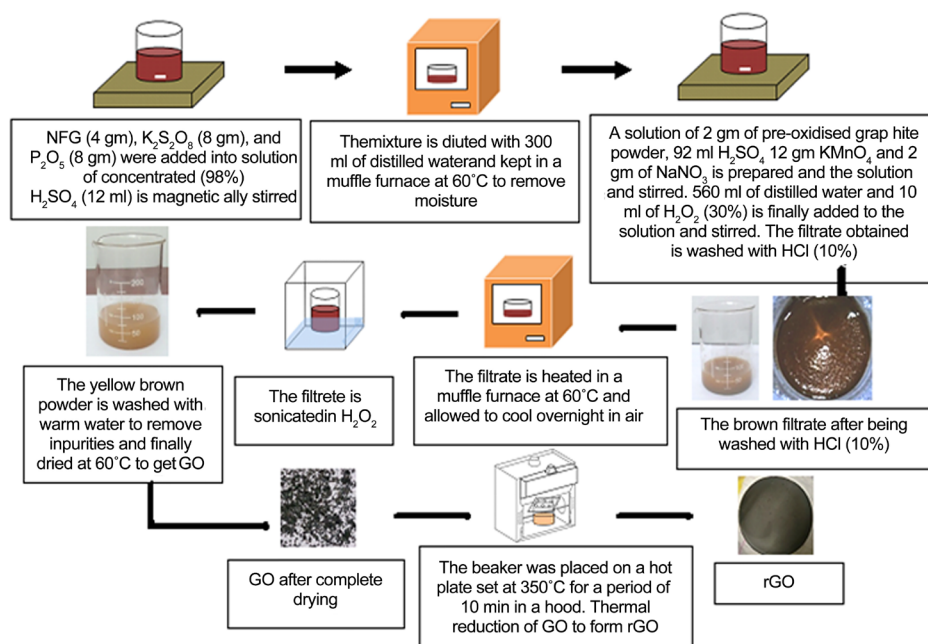 NFG (4 gm), K₂S₂O₈ (8 gm), and
P₂O₅ (8 gm) were added into solution
of concentrated (98%)
H₂SO₄ (12 ml) is magnetic ally stirred
Themixture is diuted with 300
ml of distilled waterand kept in a
muffle furnace at 60˚C to remove
moisture
A solution of 2 gm of pre-oxidised grap hite
powder, 92 ml H₂SO₄ 12 gm KMnO₄ and 2
gm of NaNO₃ is prepared and the solution
and stirred. 560 ml of distilled water and 10
ml of H₂O₂ (30%) is finally added to the
solution and stirred. The filtrate obtained
is washed with HCl (10%)
200
100
50
The yellow brown
powder is washed with
warm water to remove
inpurities and finally
dried at 60˚C to get GO
The filtrete is
sonicatedin H₂O₂
The filtrate is heated in a
muffle furnace at 60˚C and
allowed to cool overnight in air
The brown filtrate after being
washed with HCl (10%)
GO after complete
drying
The beaker was placed on a hot
plate set at 350˚C for a period of
10 min in a hood. Thermal
reduction of GO to form rGO
rGO